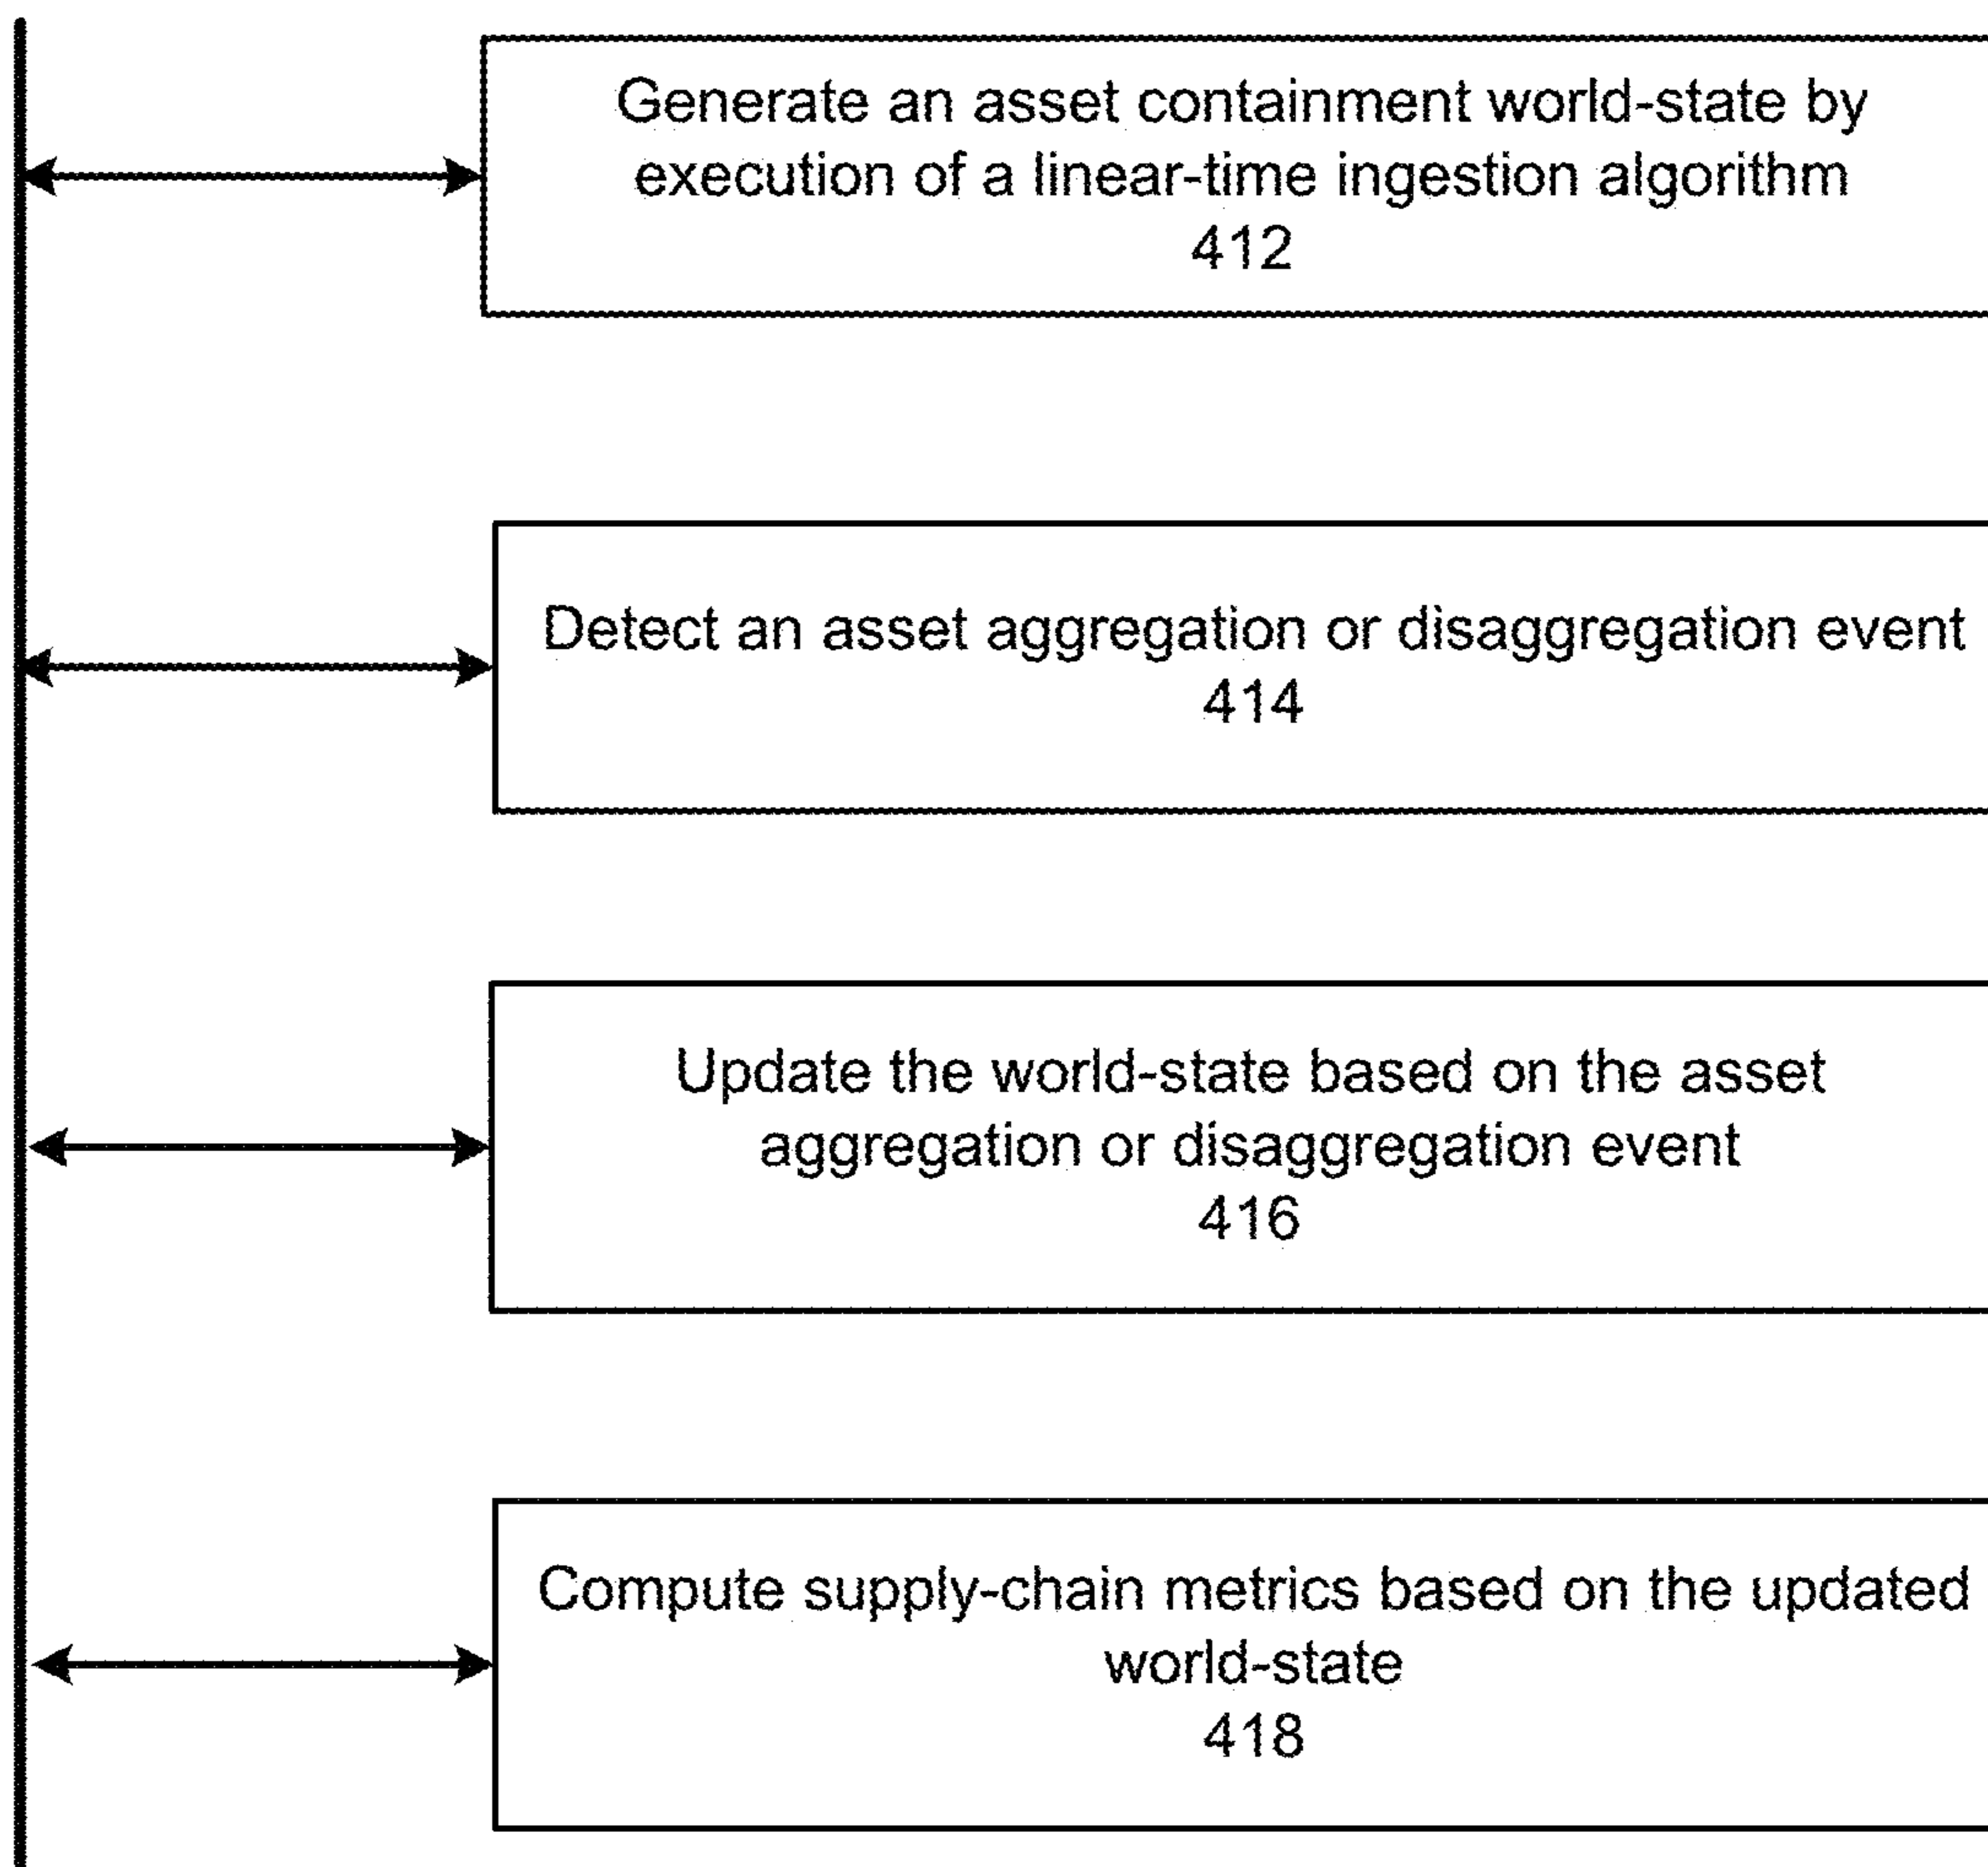 Generate an asset containment world-state by
execution of a linear-time ingestion algorithm
412
Detect an asset aggregation or disaggregation event
414
Update the world-state based on the asset
aggregation or disaggregation event
416
Compute supply-chain metrics based on the updated
world-state
418